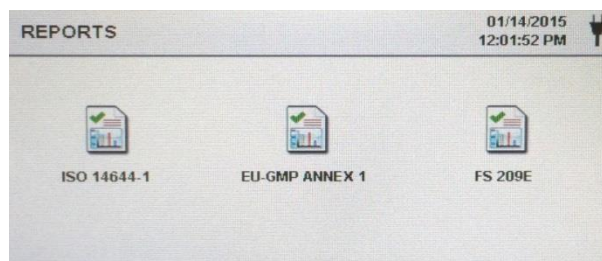 REPORTS
01/14/2015
12:01:52 PM
ISO 14644-1
EU-GMP ANNEX 1
FS 209E